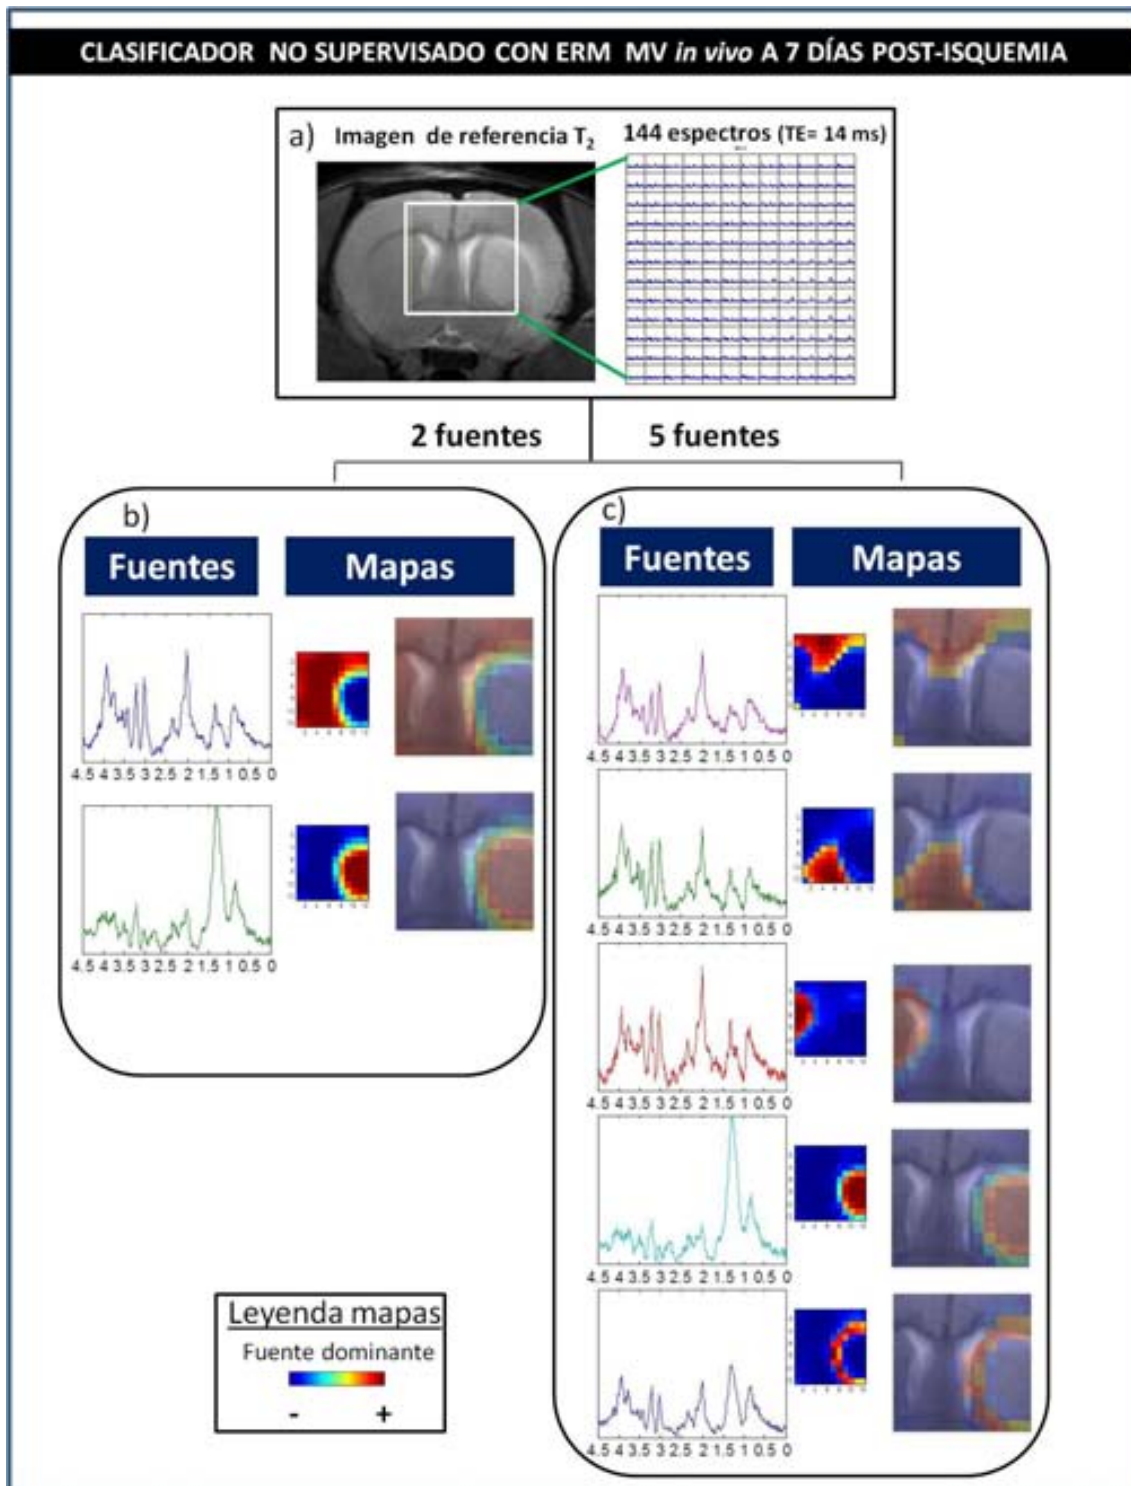 CLASIFICADOR NO SUPERVISADO CON ERM MV in vivo A 7 DÍAS POST-ISQUEMIA
a) Imagen de referencia T2
144 espectros (TE= 14 ms)
2 fuentes
5 fuentes
b)
Fuentes
Mapas
4.5 4 3.5 3 2.5 2 1.5 1 0.5 0
4.5 4 3.5 3 2.5 2 1.5 1 0.5 0
c)
Fuentes
Mapas
4.5 4 3.5 3 2.5 2 1.5 1 0.5 0
4.5 4 3.5 3 2.5 2 1.5 1 0.5 0
4.5 4 3.5 3 2.5 2 1.5 1 0.5 0
4.5 4 3.5 3 2.5 2 1.5 1 0.5 0
4.5 4 3.5 3 2.5 2 1.5 1 0.5 0
Leyenda mapas
Fuente dominante
- +